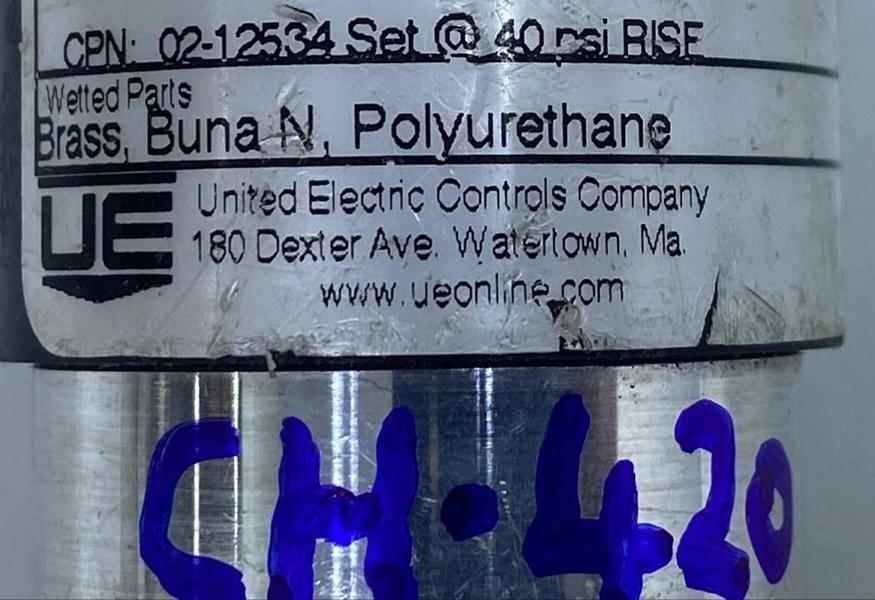 CPN: 02-12534 Set @ 40 psi RISE
Wetted Parts
Brass, Buna N, Polyurethane
UE
United Electric Controls Company
180 Dexter Ave. Watertown, Ma.
www.ueonline.com
CH·420